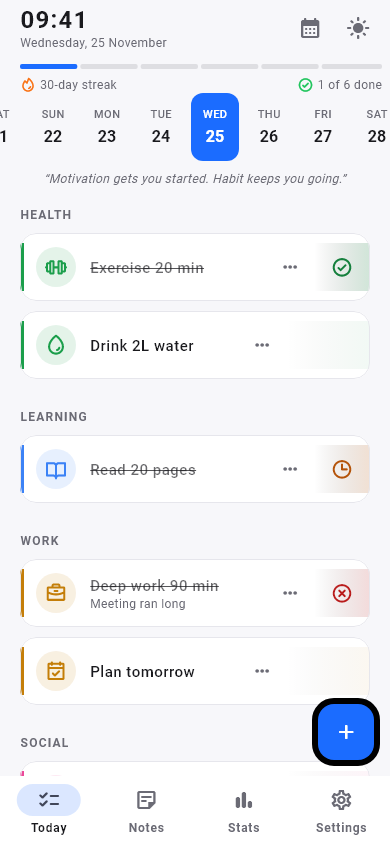 09:41
Wednesday, 25 November
30-day streak
1 of 6 done
SUN MON TUE WED THU FRI SAT
22 23 24 25 26 27 28
“Motivation gets you started. Habit keeps you going.”
HEALTH
Exercise 20 min
Drink 2L water
LEARNING
Read 20 pages
WORK
Deep work 90 min
Meeting ran long
Plan tomorrow
SOCIAL
Today Notes Stats Settings